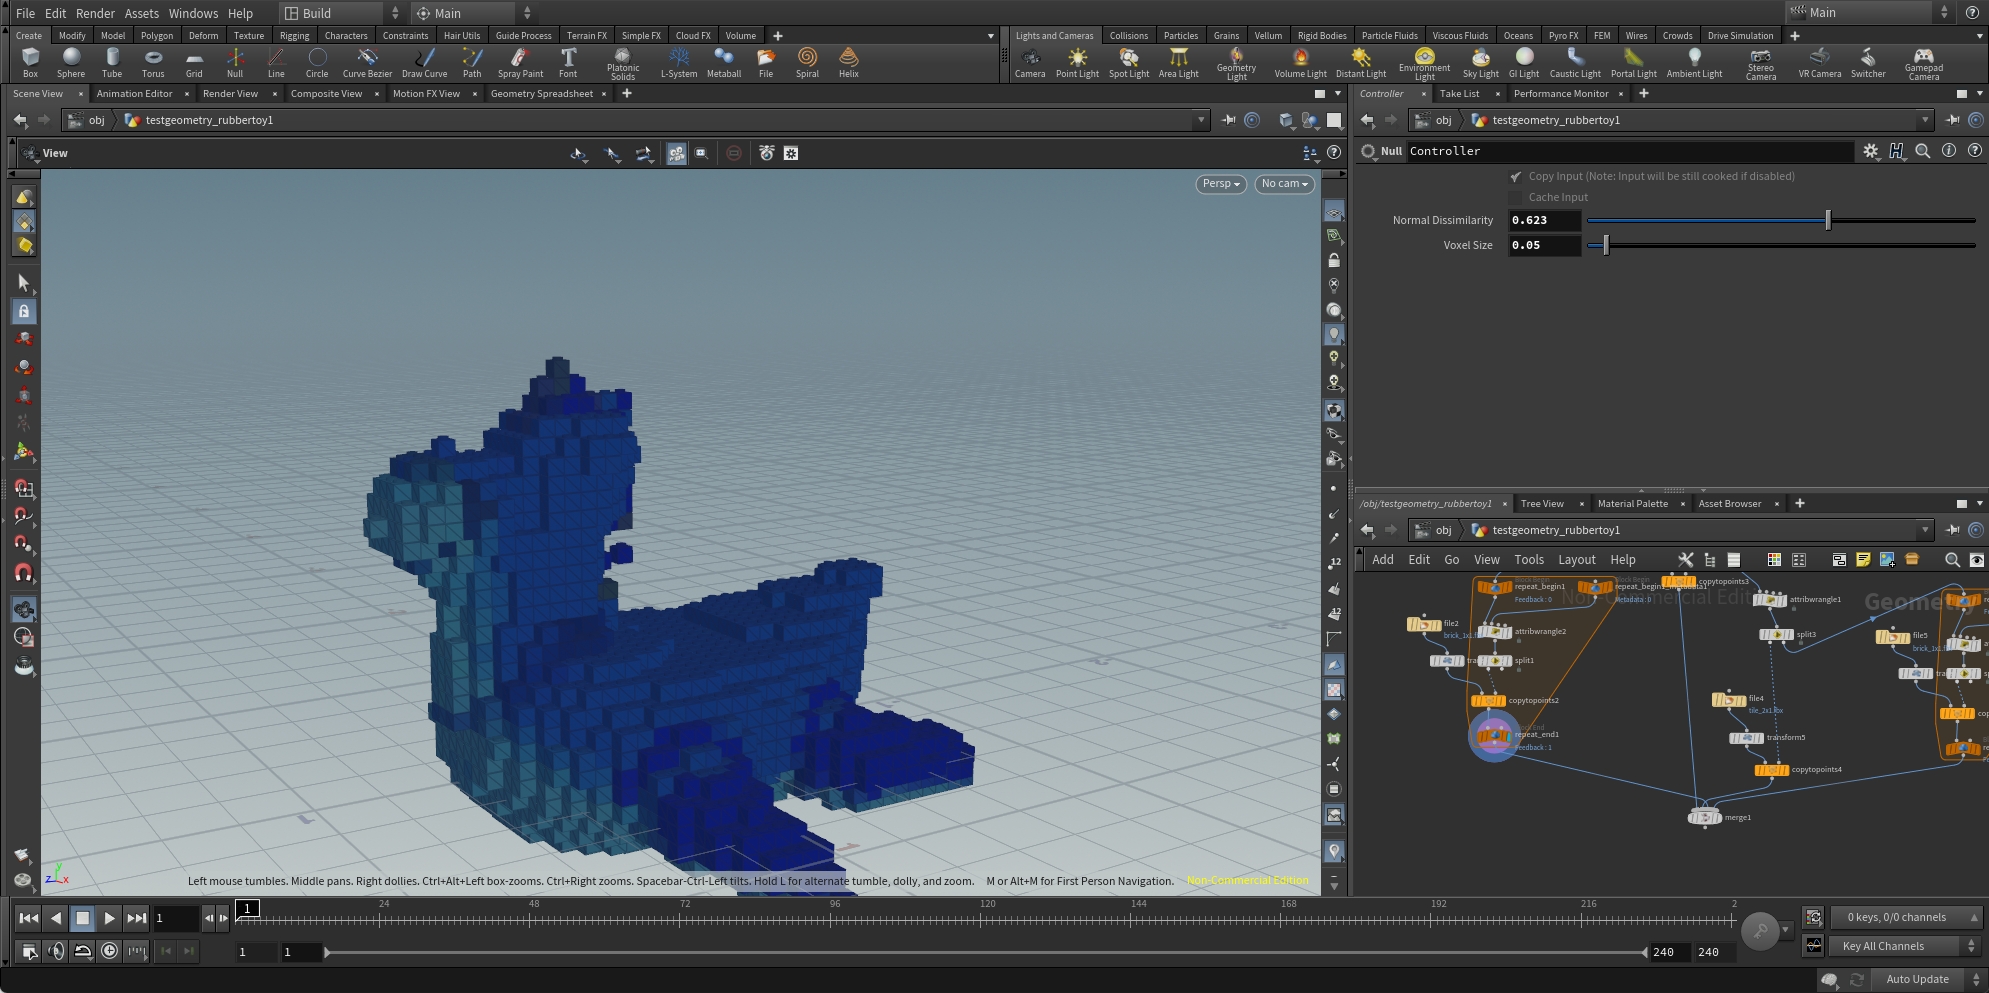 File Edit Render Assets Windows Help Build Main Main
Create Modify Model Polygon Deform Texture Rigging Characters Constraints Hair Utils Guide Process Terrain FX Simple FX Cloud FX Volume
Box Sphere Tube Torus Grid Null Line Circle Curve Bezier Draw Curve Path Spray Paint Font Platonic Solids L-System Metaball File Spiral Helix
Lights and Cameras Collisions Particles Grains Vellum Rigid Bodies Particle Fluids Viscous Fluids Oceans Pyro FX FEM Wires Crowds Drive Simulation
Camera Point Light Spot Light Area Light Geometry Light Volume Light Distant Light Environment Light Sky Light GI Light Caustic Light Portal Light Ambient Light Stereo Camera VR Camera Switcher Gamepad Camera
Scene View Animation Editor Render View Composite View Motion FX View Geometry Spreadsheet
obj testgeometry_rubbertoy1
View
Persp No cam
Left mouse tumbles. Middle pans. Right dollies. Ctrl+Alt+Left box-zooms. Ctrl+Right zooms. Spacebar-Ctrl-Left tilts. Hold L for alternate tumble, dolly, and zoom. M or Alt+M for First Person Navigation. Non-Commercial Edition
Controller Take List Performance Monitor
obj testgeometry_rubbertoy1
Null Controller
Copy Input (Note: Input will be still cooked if disabled)
Cache Input
Normal Dissimilarity 0.623
Voxel Size 0.05
/obj/testgeometry_rubbertoy1 Tree View Material Palette Asset Browser
obj testgeometry_rubbertoy1
Add Edit Go View Tools Layout Help
repeat_begin1
Feedback : 0
copytopoints3
attribwrangle1
file2
attribwrangle2
split3
file5
split1
copytopoints2
file4
tile_2x1.fbx
repeat_end1
Feedback : 1
transform5
copytopoints4
merge1
1 1 24 48 72 96 120 144 168 192 216 2
0 keys, 0/0 channels
1 1 240 240
Key All Channels
Auto Update